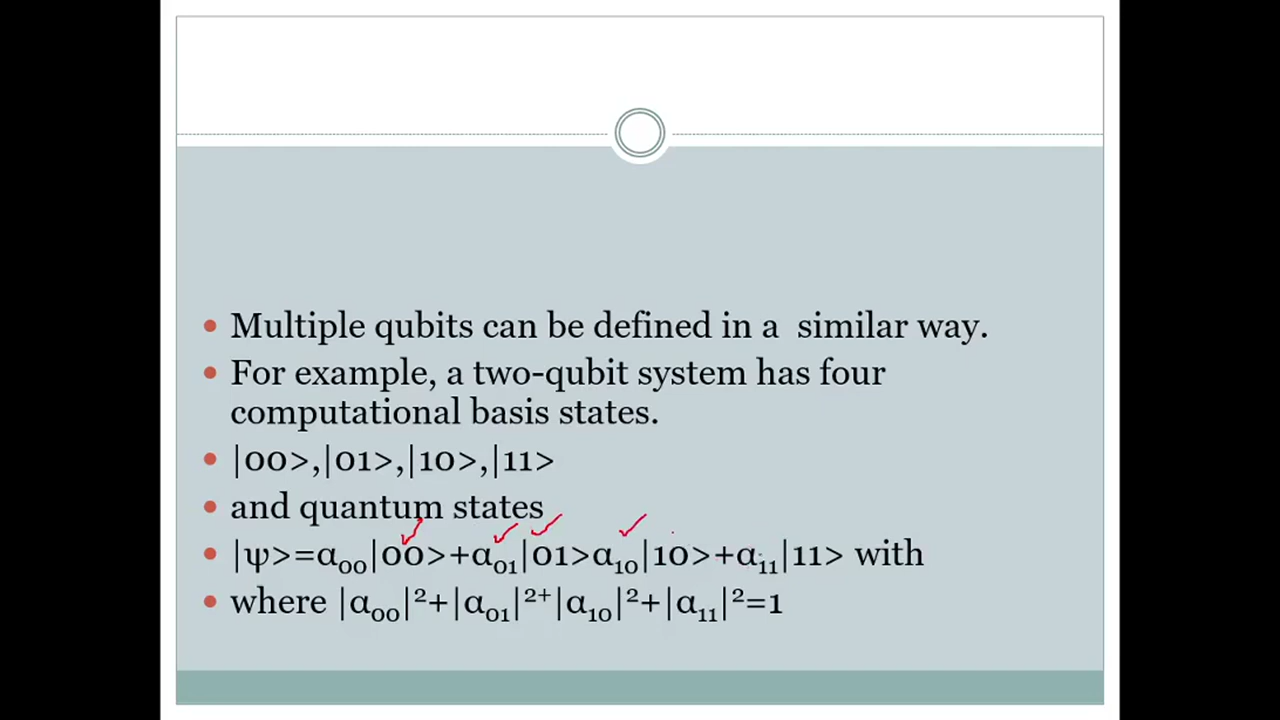 • Multiple qubits can be defined in a similar way.
• For example, a two-qubit system has four
computational basis states.
• |00>,|01>,|10>,|11>
• and quantum states
• |ψ>=α₀₀|00>+α₀₁|01>α₁₀|10>+α₁₁|11> with
• where |α₀₀|²+|α₀₁|²⁺|α₁₀|²+|α₁₁|²=1